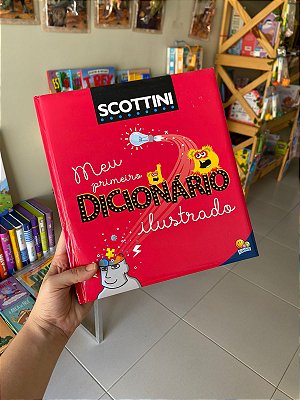 SCOTTINI
Meu
primeiro
DICIONÁRIO
ilustrado